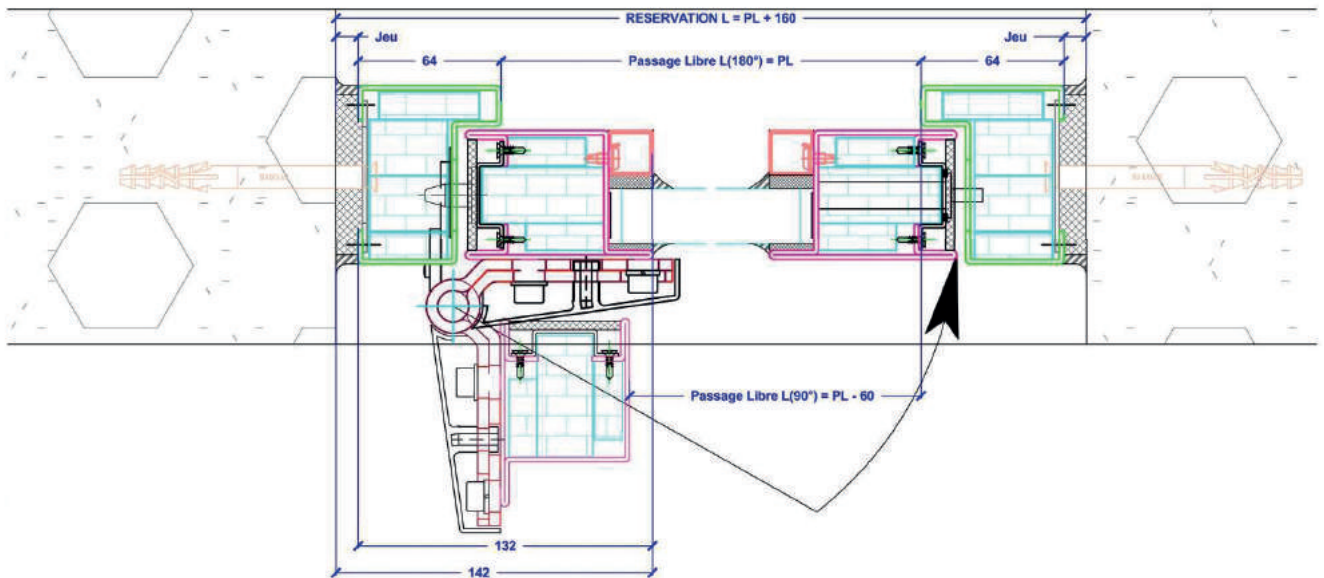 RESERVATION L = PL + 160
Jeu
Jeu
64
Passage Libre L(180°) = PL
64
Passage Libre L(90°) = PL - 60
132
142